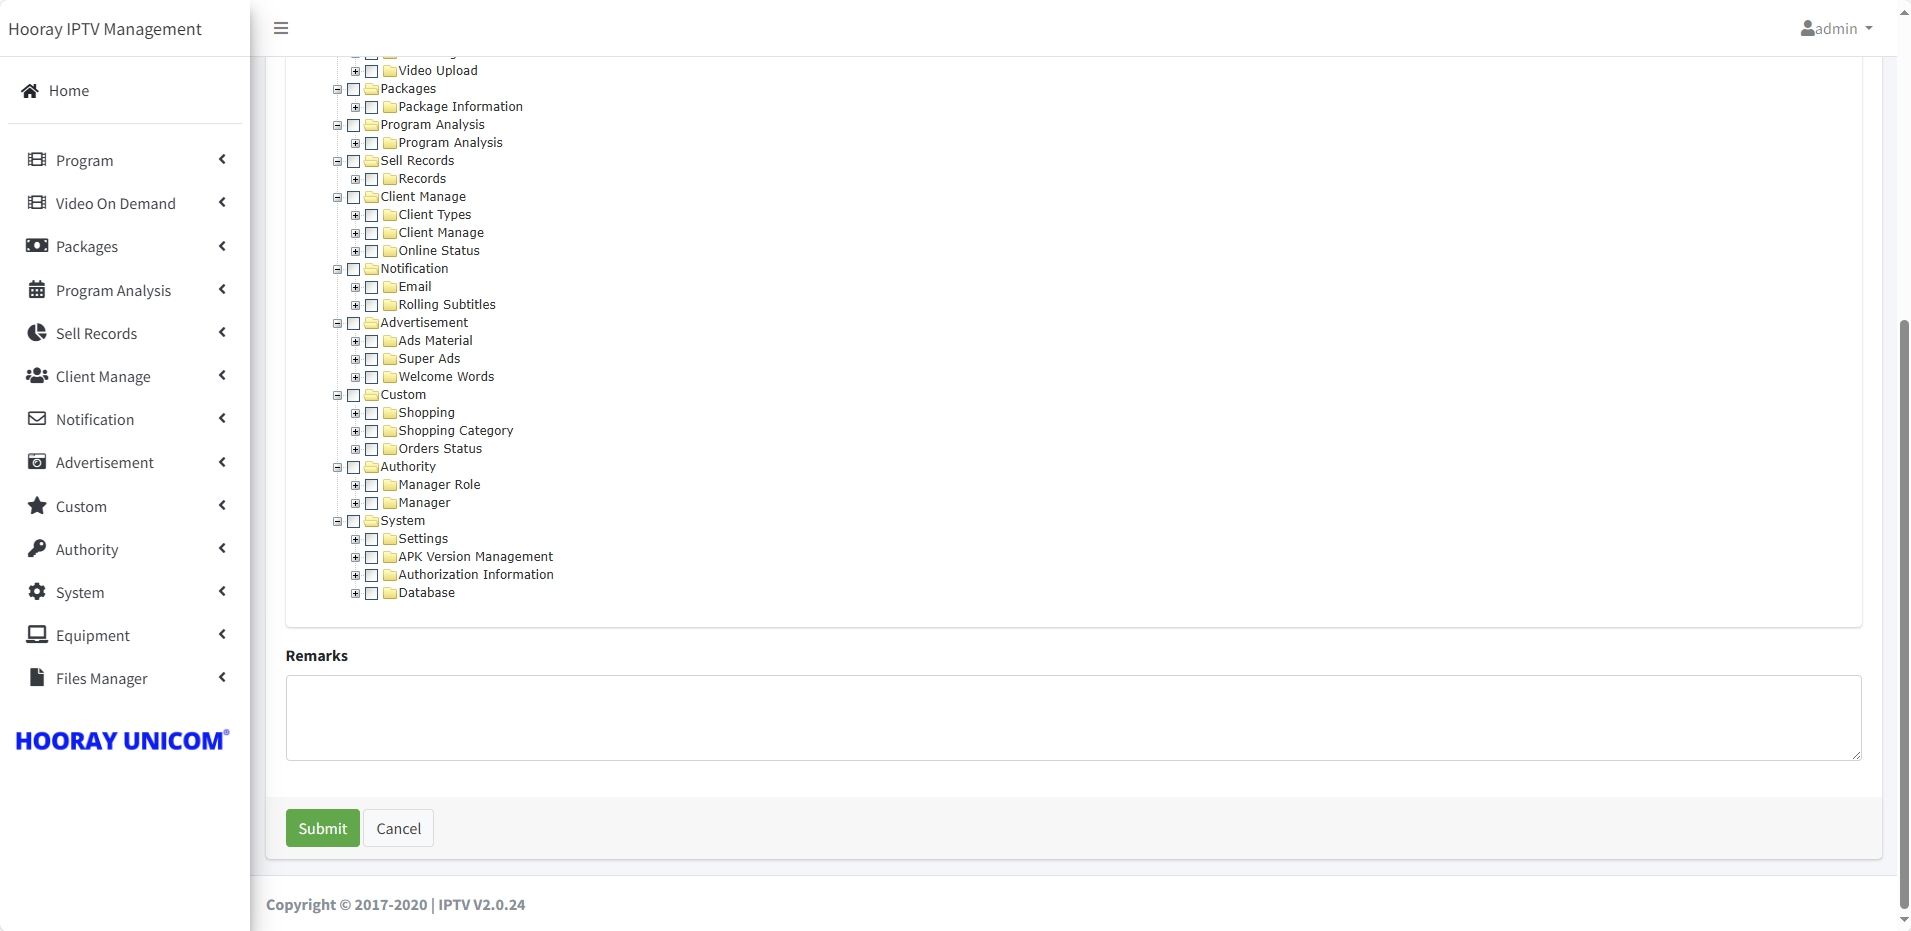 Hooray IPTV Management
admin
Home
Program
Video On Demand
Packages
Program Analysis
Sell Records
Client Manage
Notification
Advertisement
Custom
Authority
System
Equipment
Files Manager
HOORAY UNICOM®
Video Upload
Packages
Package Information
Program Analysis
Program Analysis
Sell Records
Records
Client Manage
Client Types
Client Manage
Online Status
Notification
Email
Rolling Subtitles
Advertisement
Ads Material
Super Ads
Welcome Words
Custom
Shopping
Shopping Category
Orders Status
Authority
Manager Role
Manager
System
Settings
APK Version Management
Authorization Information
Database
Remarks
Submit
Cancel
Copyright © 2017-2020 | IPTV V2.0.24